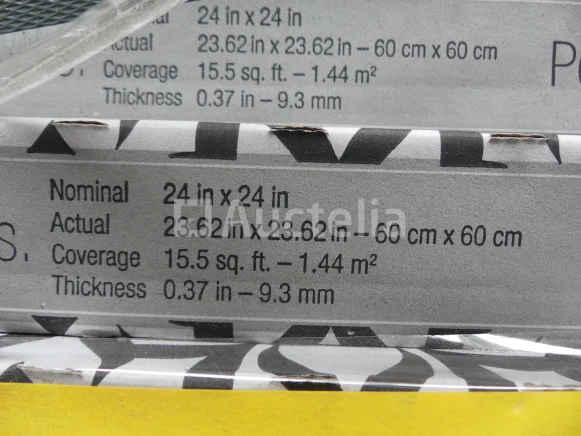 Nominal 24 in x 24 in
Actual 23.62 in x 23.62 in – 60 cm x 60 cm
Coverage 15.5 sq. ft. – 1.44 m²
Thickness 0.37 in – 9.3 mm
Nominal 24 in x 24 in
Actual 23.62 in x 23.62 in – 60 cm x 60 cm
Coverage 15.5 sq. ft. – 1.44 m²
Thickness 0.37 in – 9.3 mm
Auctelia